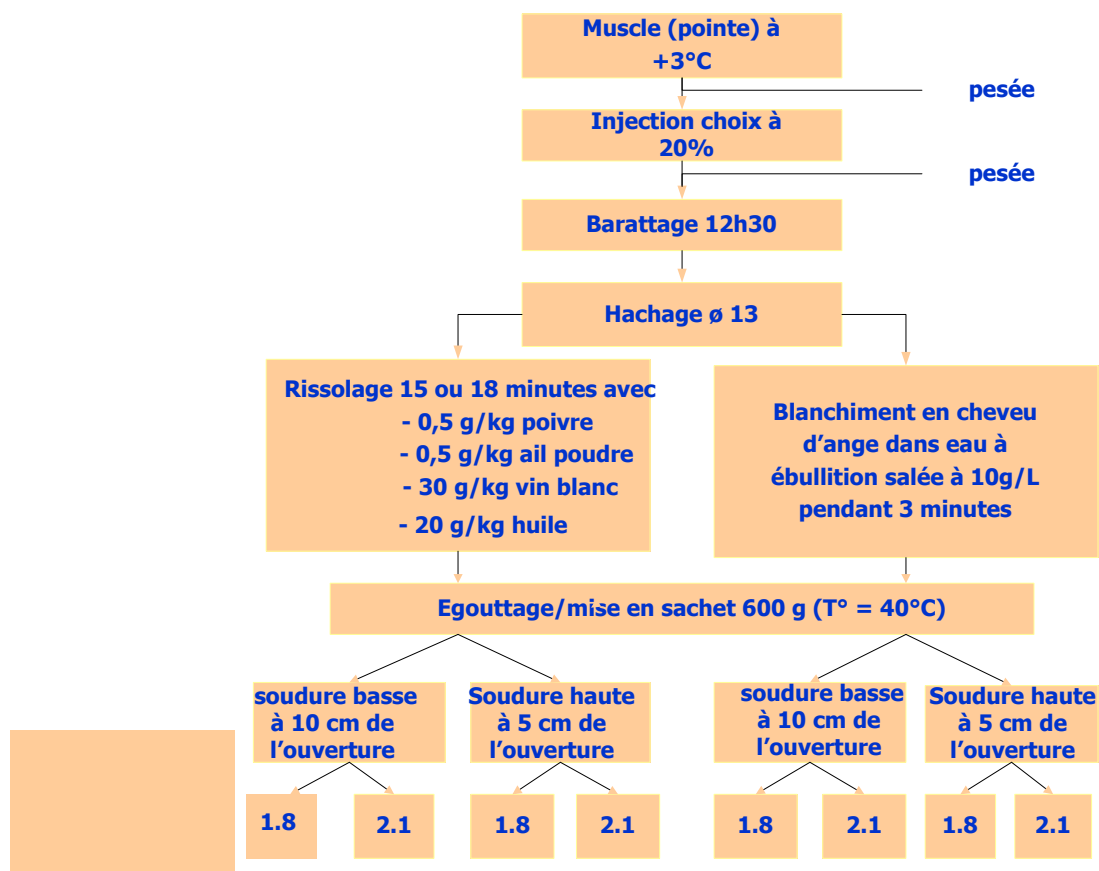 Muscle (pointe) à
+3°C
pesée
Injection choix à
20%
pesée
Barattage 12h30
Hachage ø 13
Rissolage 15 ou 18 minutes avec
- 0,5 g/kg poivre
- 0,5 g/kg ail poudre
- 30 g/kg vin blanc
- 20 g/kg huile
Blanchiment en cheveu
d’ange dans eau à
ébullition salée à 10g/L
pendant 3 minutes
Egouttage/mise en sachet 600 g (T° = 40°C)
soudure basse
à 10 cm de
l’ouverture
Soudure haute
à 5 cm de
l’ouverture
soudure basse
à 10 cm de
l’ouverture
Soudure haute
à 5 cm de
l’ouverture
1.8
2.1
1.8
2.1
1.8
2.1
1.8
2.1